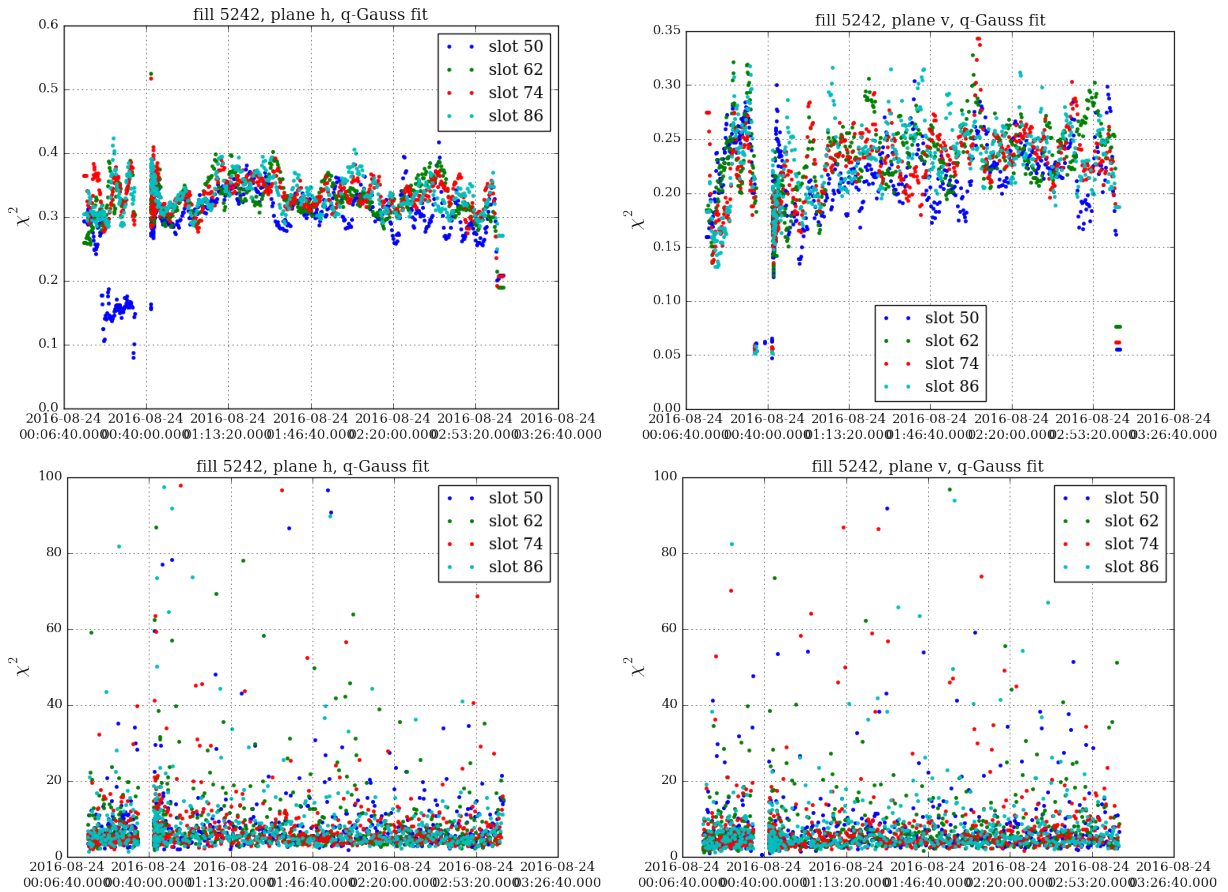 fill 5242, plane h, q-Gauss fit
χ²
0.6
0.5
0.4
0.3
0.2
0.1
0.0
slot 50
slot 62
slot 74
slot 86
2016-08-24 2016-08-24 2016-08-24 2016-08-24 2016-08-24 2016-08-24 2016-08-24
00:06:40.000 00:40:00.000 01:13:20.000 01:46:40.000 02:20:00.000 02:53:20.000 03:26:40.000
fill 5242, plane v, q-Gauss fit
χ²
0.35
0.30
0.25
0.20
0.15
0.10
0.05
0.00
slot 50
slot 62
slot 74
slot 86
2016-08-24 2016-08-24 2016-08-24 2016-08-24 2016-08-24 2016-08-24 2016-08-24
00:06:40.000 00:40:00.000 01:13:20.000 01:46:40.000 02:20:00.000 02:53:20.000 03:26:40.000
fill 5242, plane h, q-Gauss fit
χ²
100
80
60
40
20
0
slot 50
slot 62
slot 74
slot 86
2016-08-24 2016-08-24 2016-08-24 2016-08-24 2016-08-24 2016-08-24 2016-08-24
00:06:40.000 00:40:00.000 01:13:20.000 01:46:40.000 02:20:00.000 02:53:20.000 03:26:40.000
fill 5242, plane v, q-Gauss fit
χ²
100
80
60
40
20
0
slot 50
slot 62
slot 74
slot 86
2016-08-24 2016-08-24 2016-08-24 2016-08-24 2016-08-24 2016-08-24 2016-08-24
00:06:40.000 00:40:00.000 01:13:20.000 01:46:40.000 02:20:00.000 02:53:20.000 03:26:40.000